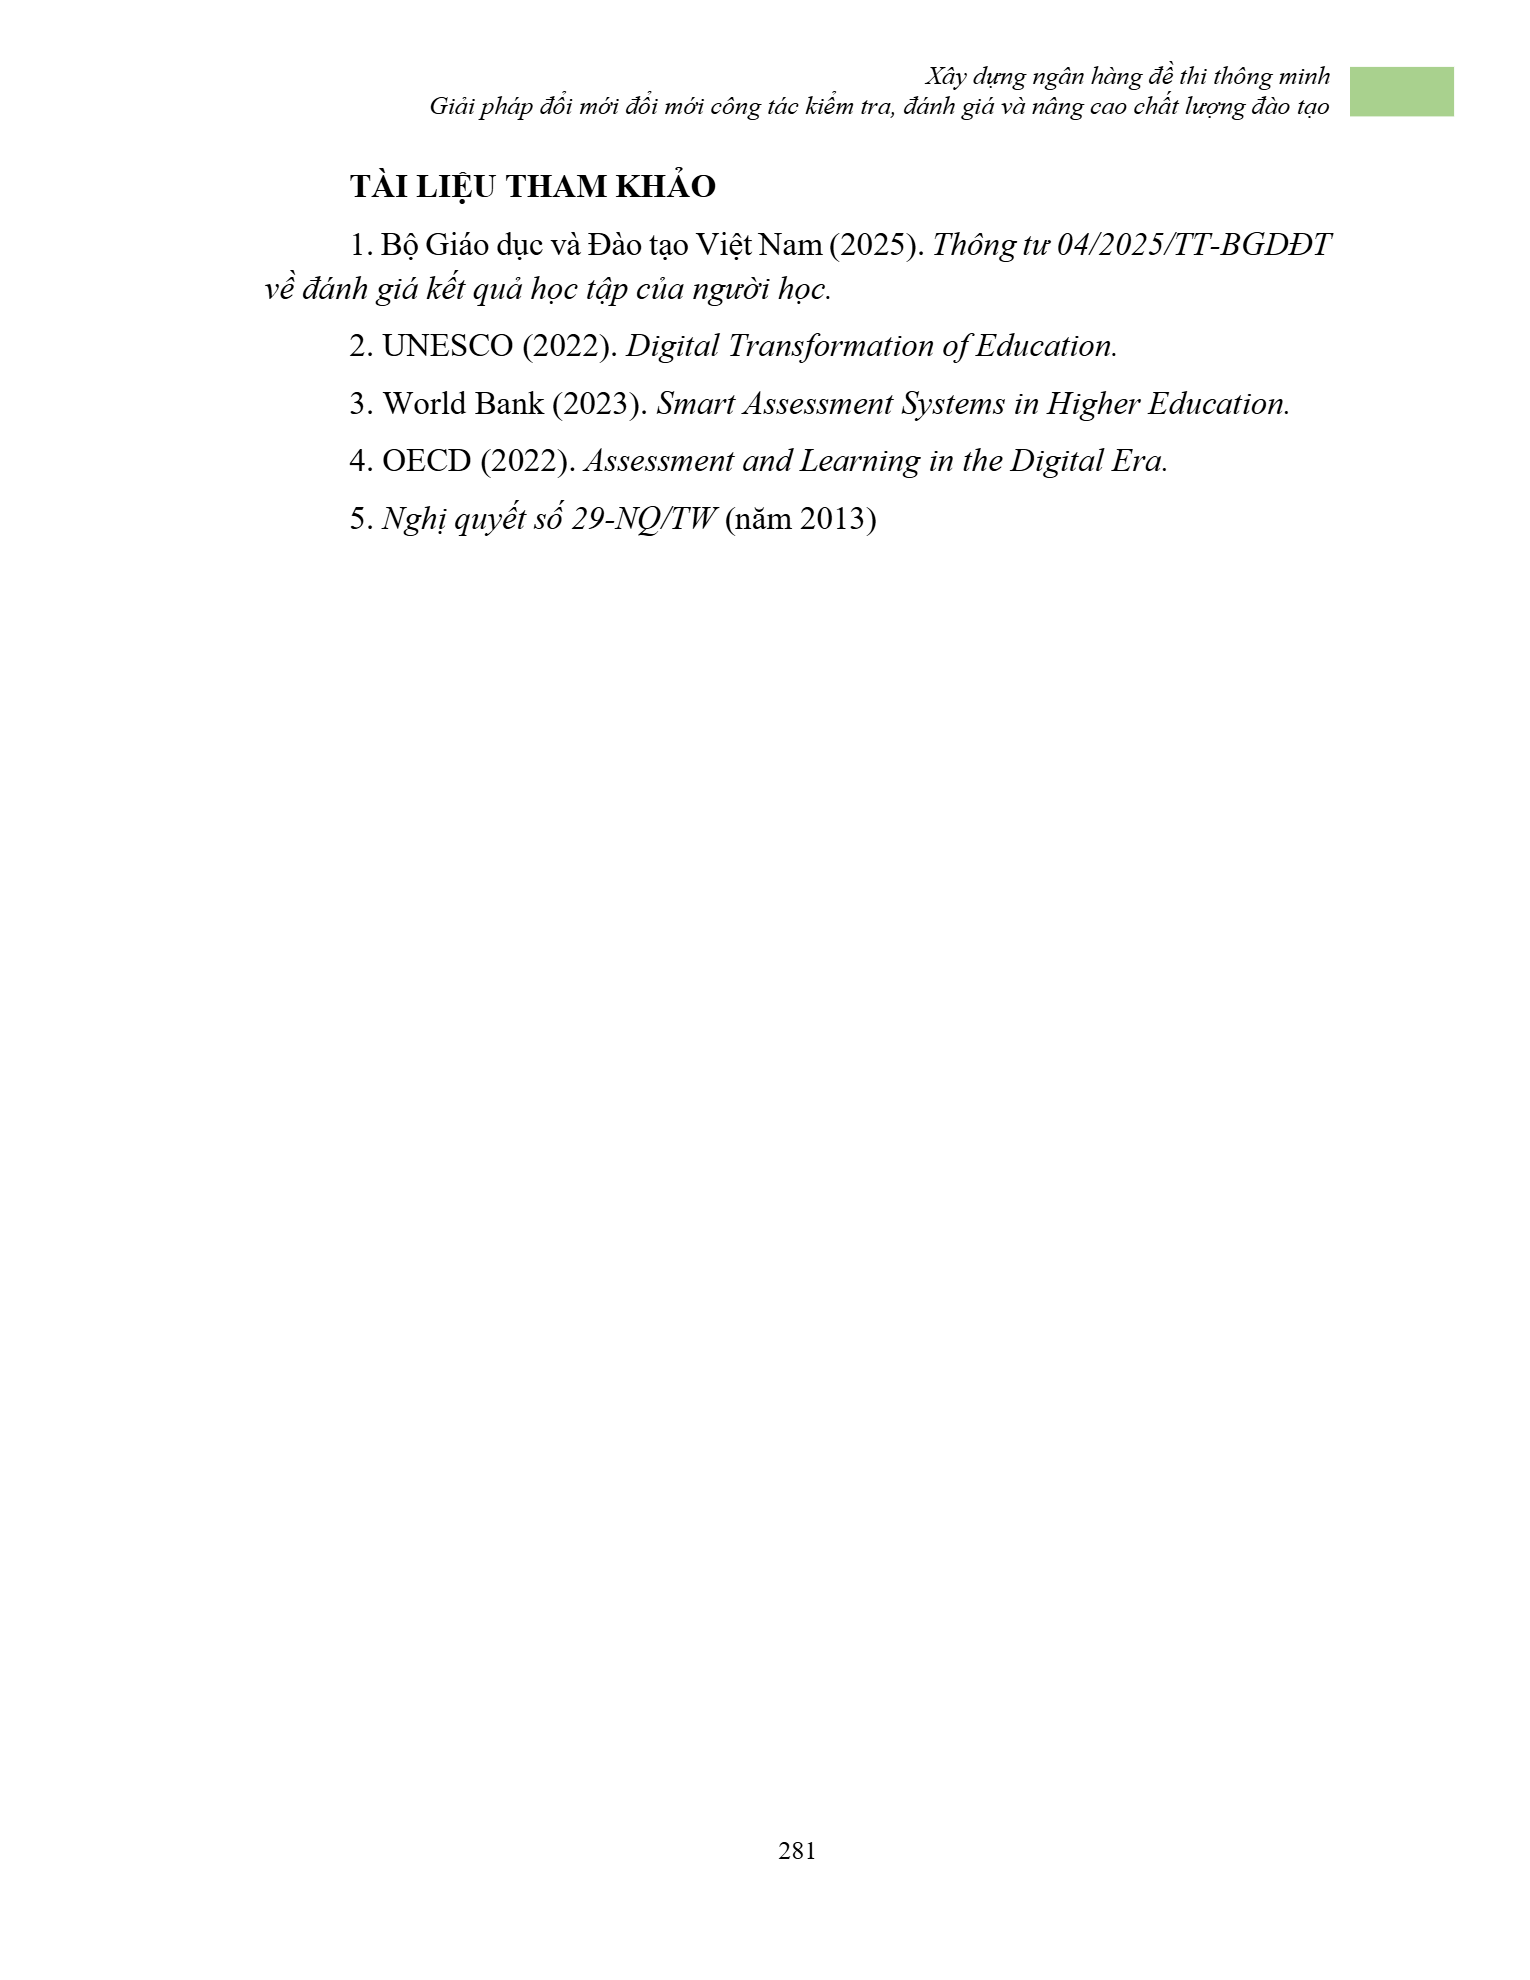 Xây dựng ngân hàng đề thi thông minh
Giải pháp đổi mới đổi mới công tác kiểm tra, đánh giá và nâng cao chất lượng đào tạo
TÀI LIỆU THAM KHẢO
1. Bộ Giáo dục và Đào tạo Việt Nam (2025). Thông tư 04/2025/TT-BGDĐT
về đánh giá kết quả học tập của người học.
2. UNESCO (2022). Digital Transformation of Education.
3. World Bank (2023). Smart Assessment Systems in Higher Education.
4. OECD (2022). Assessment and Learning in the Digital Era.
5. Nghị quyết số 29-NQ/TW (năm 2013)
281